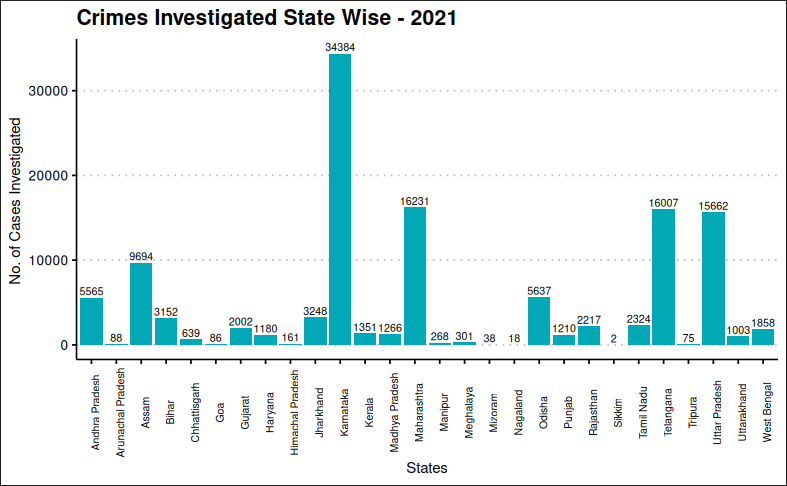 Crimes Investigated State Wise - 2021
No. of Cases Investigated
30000
20000
10000
0
5565
88
9694
3152
639
86
2002
1180
161
3248
34384
1351
1266
16231
268
301
38
18
5637
1210
2217
2
2324
16007
75
15662
1003
1858
Andhra Pradesh
Arunachal Pradesh
Assam
Bihar
Chhattisgarh
Goa
Gujarat
Haryana
Himachal Pradesh
Jharkhand
Karnataka
Kerala
Madhya Pradesh
Maharashtra
Manipur
Meghalaya
Mizoram
Nagaland
Odisha
Punjab
Rajasthan
Sikkim
Tamil Nadu
Telangana
Tripura
Uttar Pradesh
Uttarakhand
West Bengal
States